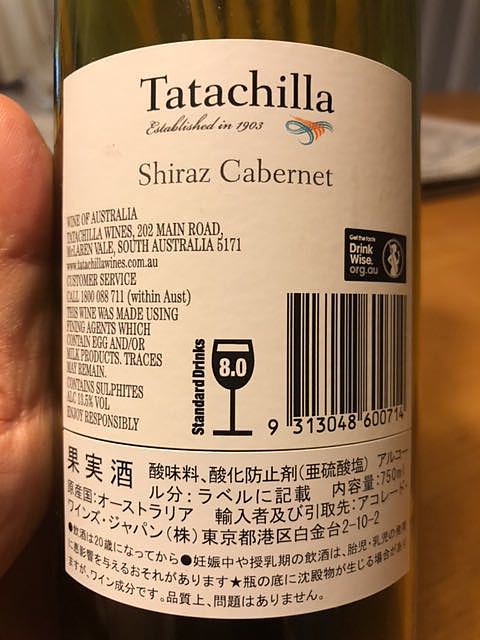 Tatachilla
Established in 1903
Shiraz Cabernet
WINE OF AUSTRALIA
TATACHILLA WINES, 202 MAIN ROAD,
McLAREN VALE, SOUTH AUSTRALIA 5171
www.tatachillawines.com.au
CUSTOMER SERVICE
CALL 1800 088 711 (within Aust)
THIS WINE WAS MADE USING
FINING AGENTS WHICH
CONTAIN EGG AND/OR
MILK PRODUCTS. TRACES
MAY REMAIN.
CONTAINS SULPHITES
ALC 13.5% VOL
ENJOY RESPONSIBLY
Get the facts
Drink
Wise.
org.au
Standard Drinks
8.0
9 313048 600714
果実酒 酸味料、酸化防止剤(亜硫酸塩) アルコー
ル分:ラベルに記載 内容量:750ml
原産国:オーストラリア 輸入者及び引取先:アコレード・
ワインズ・ジャパン(株)東京都港区白金台2-10-2
●飲酒は20歳になってから●妊娠中や授乳期の飲酒は、胎児・乳児の発育
に悪影響を与えるおそれがあります★瓶の底に沈殿物が生じる場合があり
ますが、ワイン成分です。品質上、問題はありません。